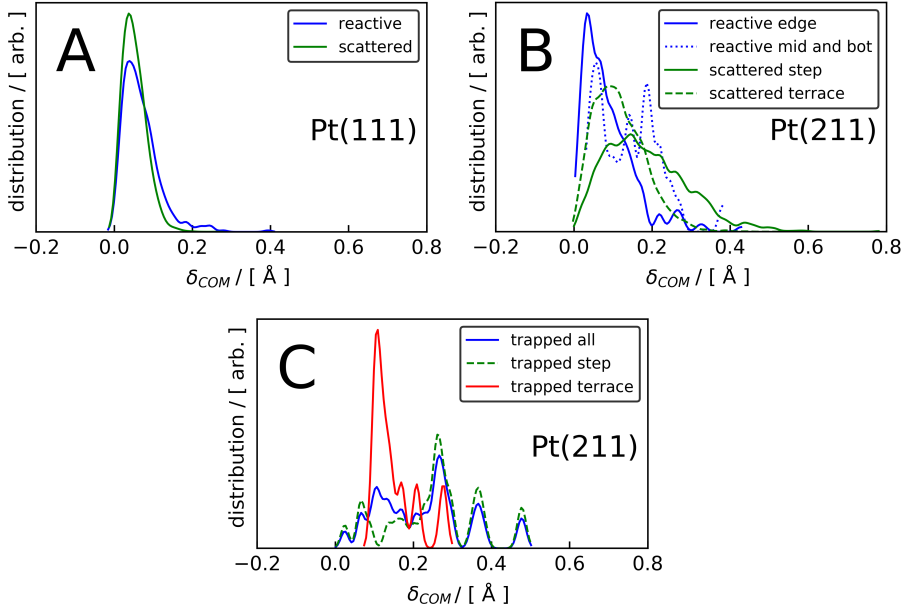 distribution / [ arb. ]
A
reactive
scattered
Pt(111)
−0.2 0.0 0.2 0.4 0.6 0.8
δCOM / [ Å ]
distribution / [ arb. ]
B
reactive edge
reactive mid and bot
scattered step
scattered terrace
Pt(211)
−0.2 0.0 0.2 0.4 0.6 0.8
δCOM / [ Å ]
distribution / [ arb. ]
C
trapped all
trapped step
trapped terrace
Pt(211)
−0.2 0.0 0.2 0.4 0.6 0.8
δCOM / [ Å ]